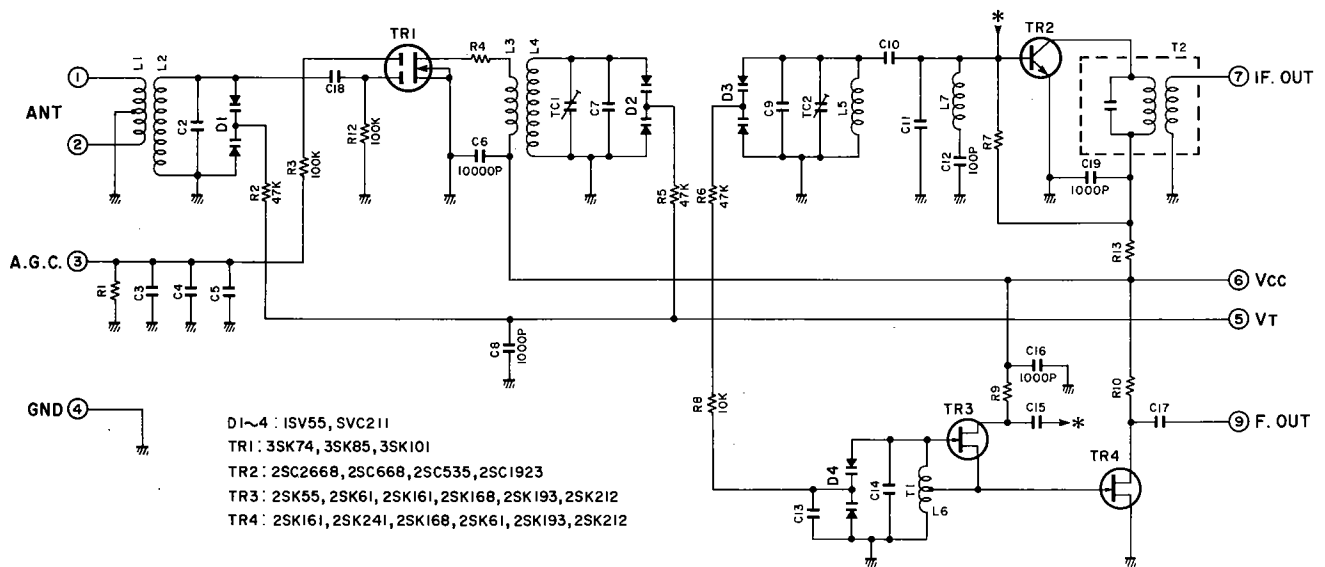 *
TR1
TR2
T2
R4
L3
L4
C10
L1
L2
① 
⑦ IF. OUT
ANT
②
C2
D1
C18
R12
100K
R3
100K
C6
10000P
TC1
C7
D2
D3
C9
TC2
L5
C11
L7
C12
100P
R7
C19
1000P
R2
47K
R5
47K
R6
47K
R13
A.G.C. ③
R1
C3
C4
C5
⑥ VCC
⑤ VT
C8
1000P
C16
1000P
R9
R10
GND ④
R8
10K
TR3
C15
*
C17
⑨ F. OUT
TR4
D4
C14
T1
L6
C13
D1~4 : 1SV55, SVC211
TR1 : 3SK74, 3SK85, 3SK101
TR2 : 2SC2668, 2SC668, 2SC535, 2SC1923
TR3 : 2SK55, 2SK61, 2SK161, 2SK168, 2SK193, 2SK212
TR4 : 2SK161, 2SK241, 2SK168, 2SK61, 2SK193, 2SK212